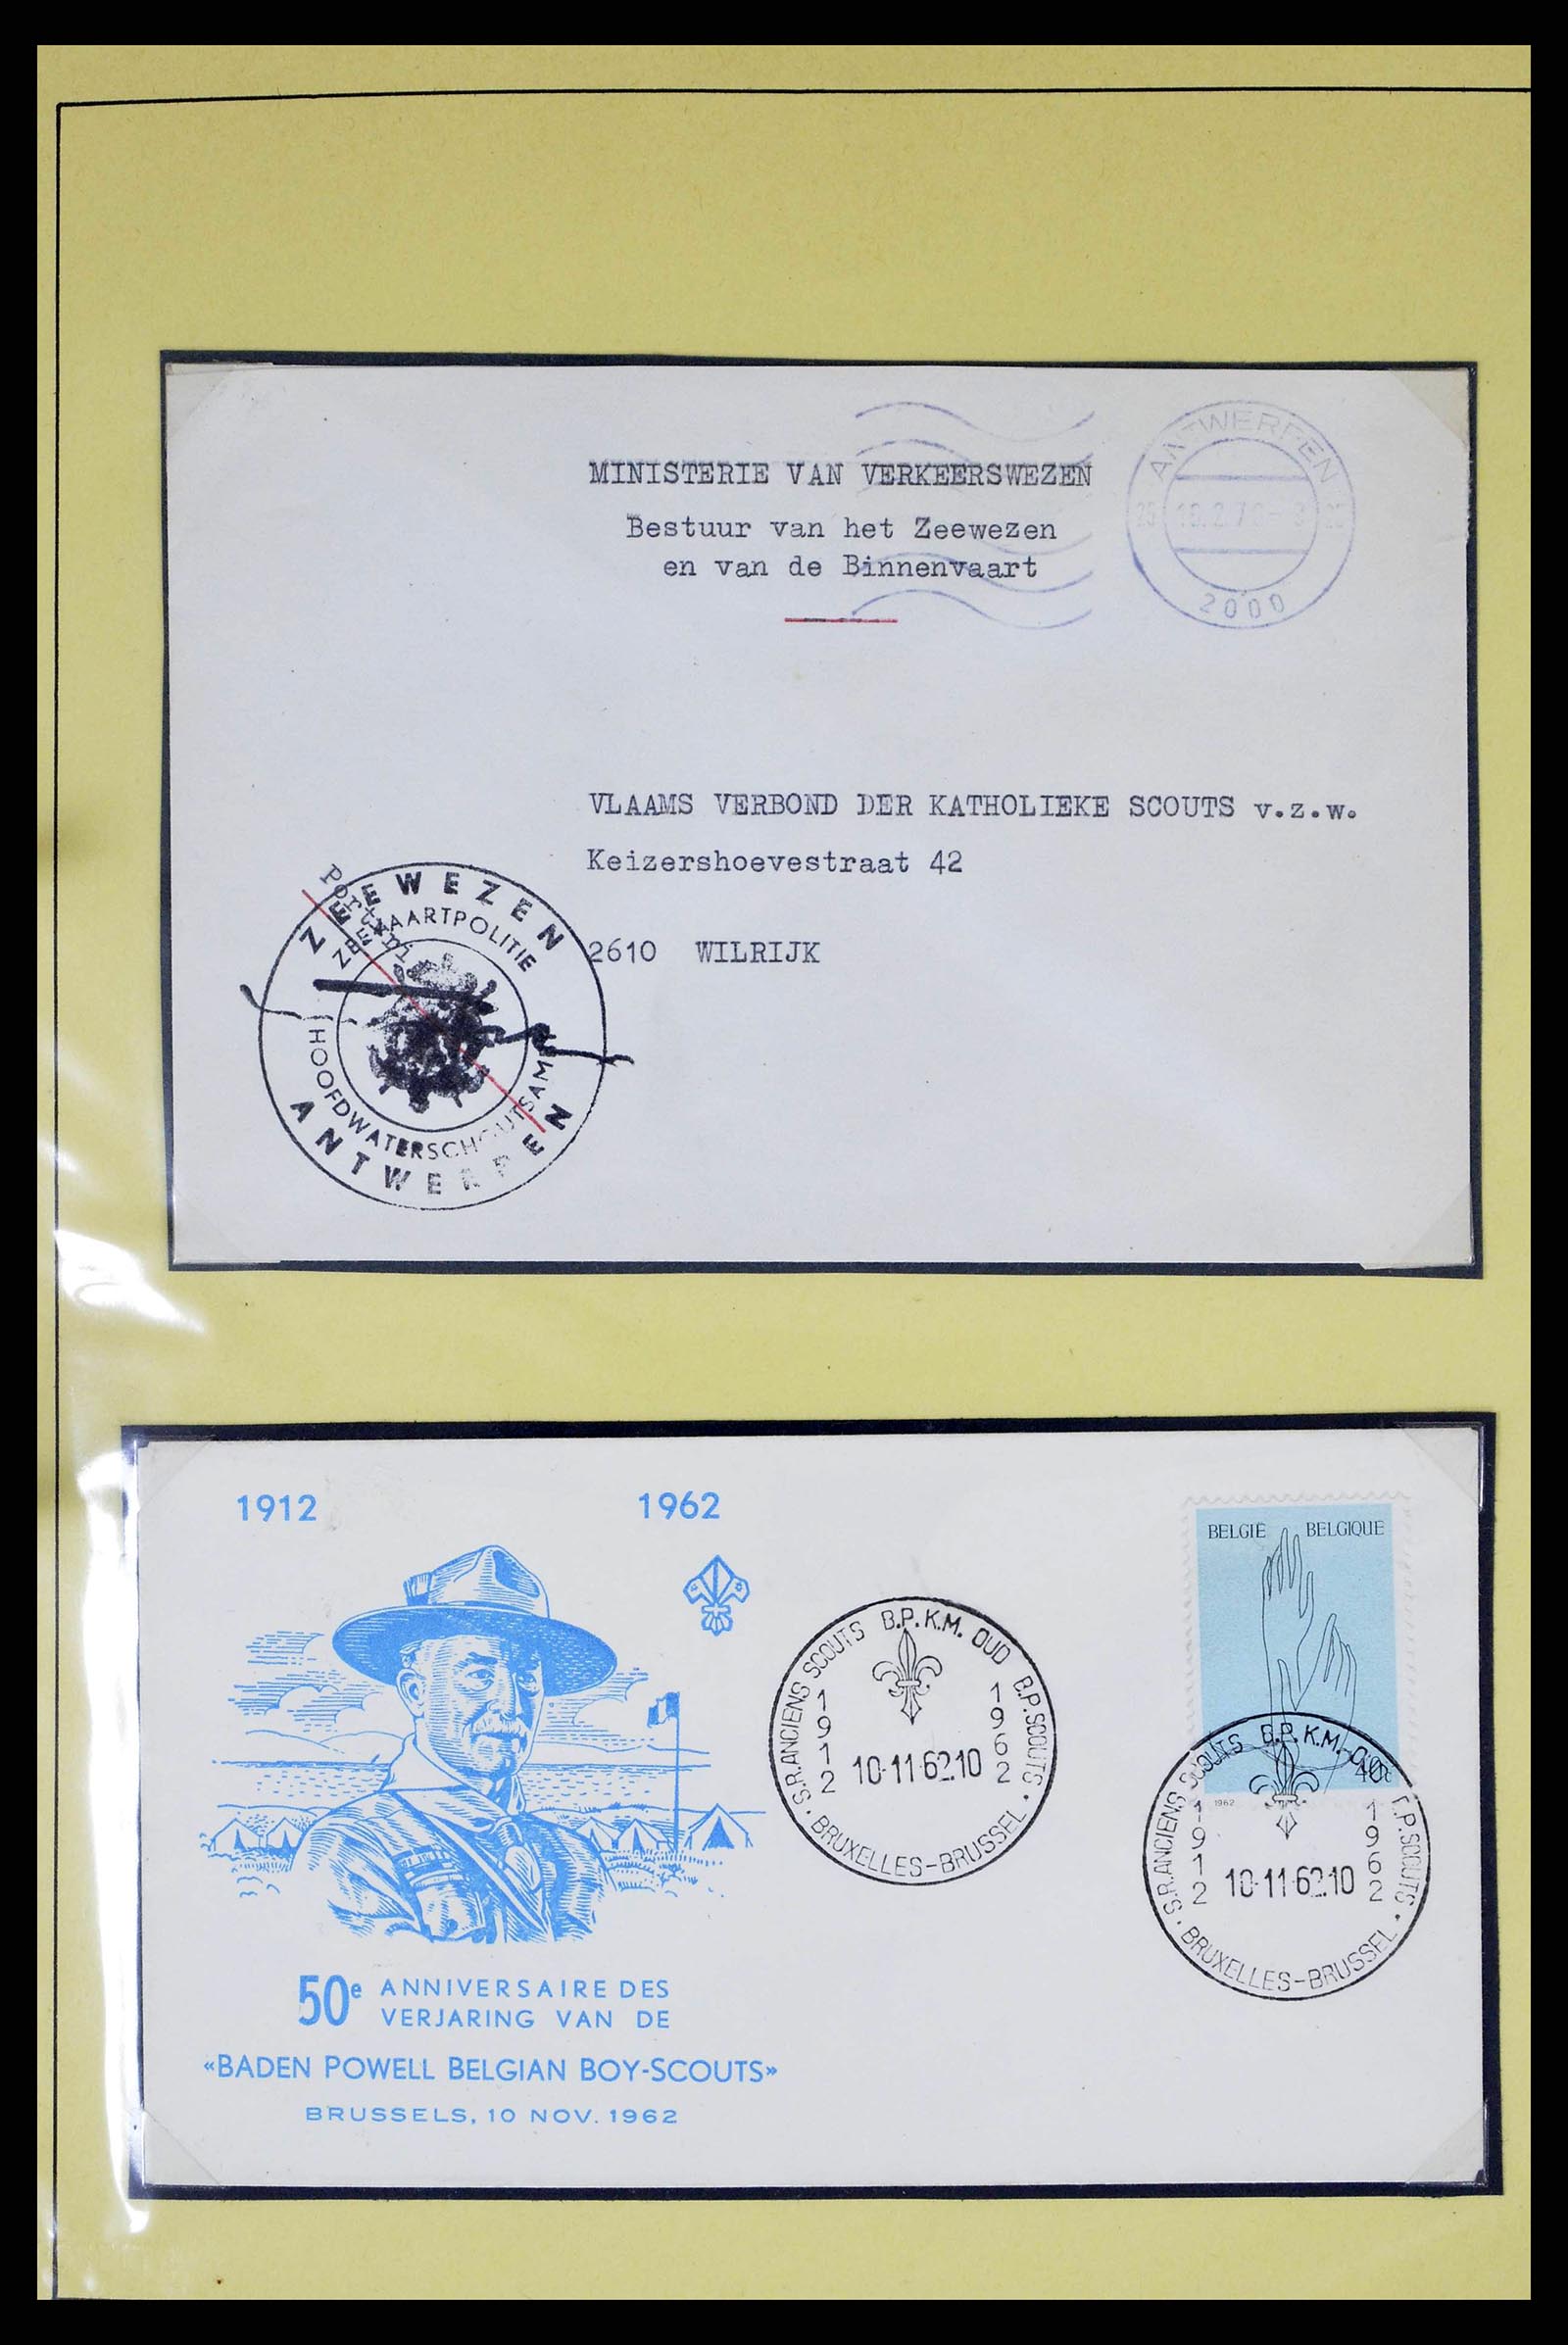 MINISTERIE VAN VERKEERSWEZEN
Bestuur van het Zeewezen
en van de Binnenvaart
ANTWERPEN
2000
VLAAMS VERBOND DER KATHOLIEKE SCOUTS v.z.w.
Keizershoevestraat 42
2610 WILRIJK
ZEEWEZEN
ZEEVAARTPOLITIE
HOOFDWATERSCHOUTSAMBT
ANTWERPEN
1912 1962
BELGIË BELGIQUE
40c
1962
S.R. ANCIENS SCOUTS B.P. K.M. OUD B.P. SCOUTS
1912 1962
10-11-62.10
BRUXELLES-BRUSSEL
S.R. ANCIENS SCOUTS B.P. K.M. OUD B.P. SCOUTS
1912 1962
10-11-62.10
BRUXELLES-BRUSSEL
50e ANNIVERSAIRE DES
VERJARING VAN DE
«BADEN POWELL BELGIAN BOY-SCOUTS»
BRUSSELS, 10 NOV. 1962